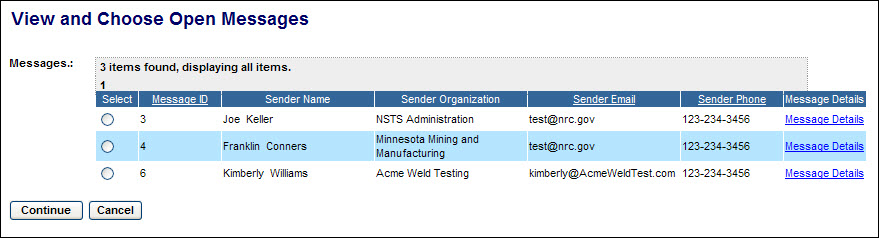 View and Choose Open Messages
Messages.:
3 items found, displaying all items.
1
Select Message ID Sender Name Sender Organization Sender Email Sender Phone Message Details
3 Joe Keller NSTS Administration test@nrc.gov 123-234-3456 Message Details
4 Franklin Conners Minnesota Mining and Manufacturing test@nrc.gov 123-234-3456 Message Details
6 Kimberly Williams Acme Weld Testing kimberly@AcmeWeldTest.com 123-234-3456 Message Details
Continue Cancel